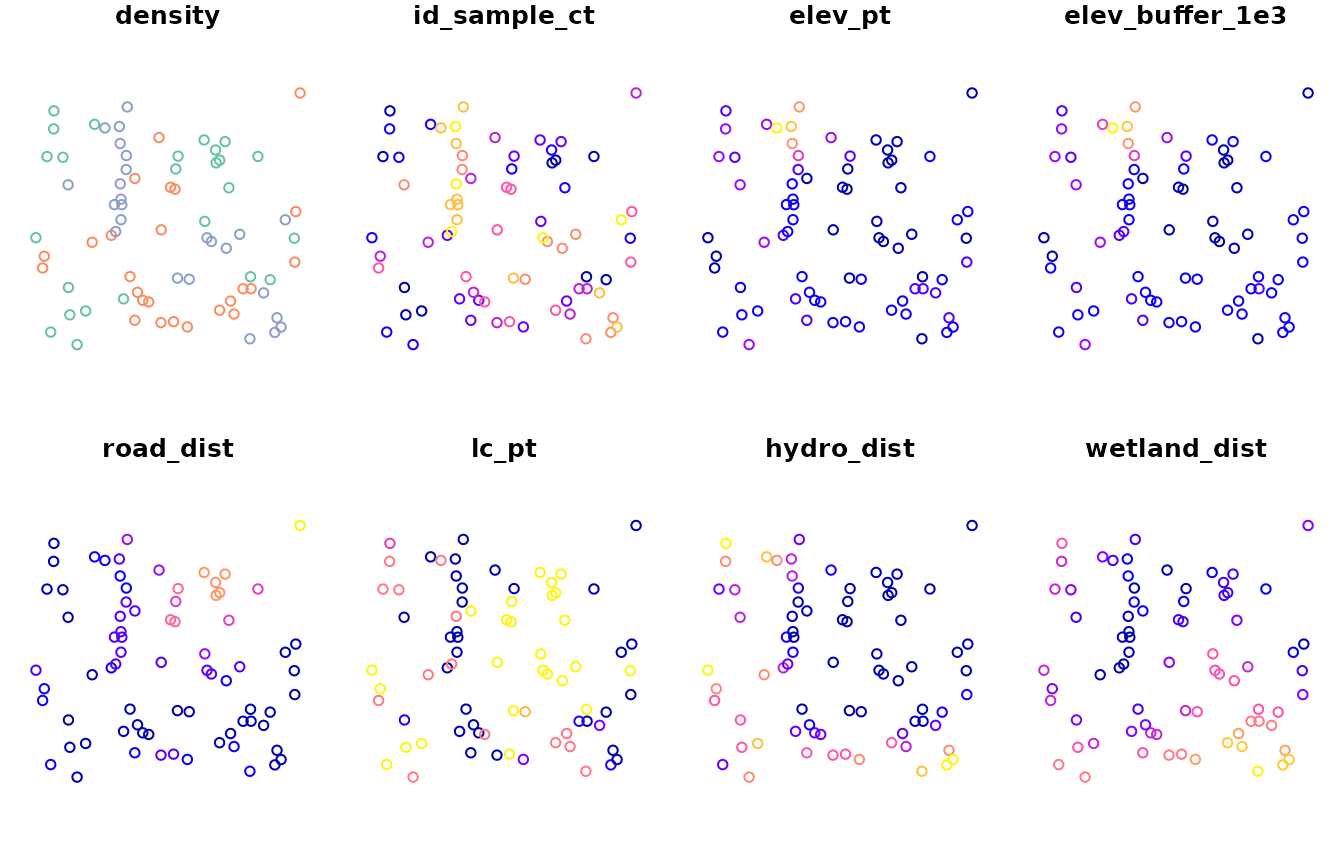 density
id_sample_ct
elev_pt
elev_buffer_1e3
road_dist
lc_pt
hydro_dist
wetland_dist